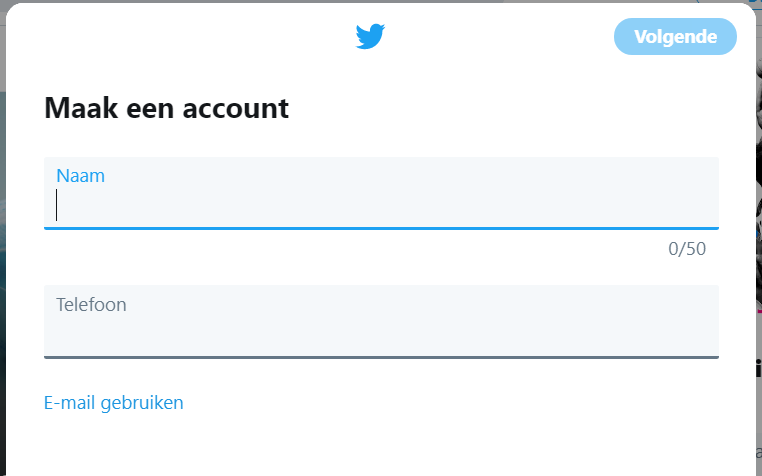 Volgende
Maak een account
Naam
0/50
Telefoon
E-mail gebruiken